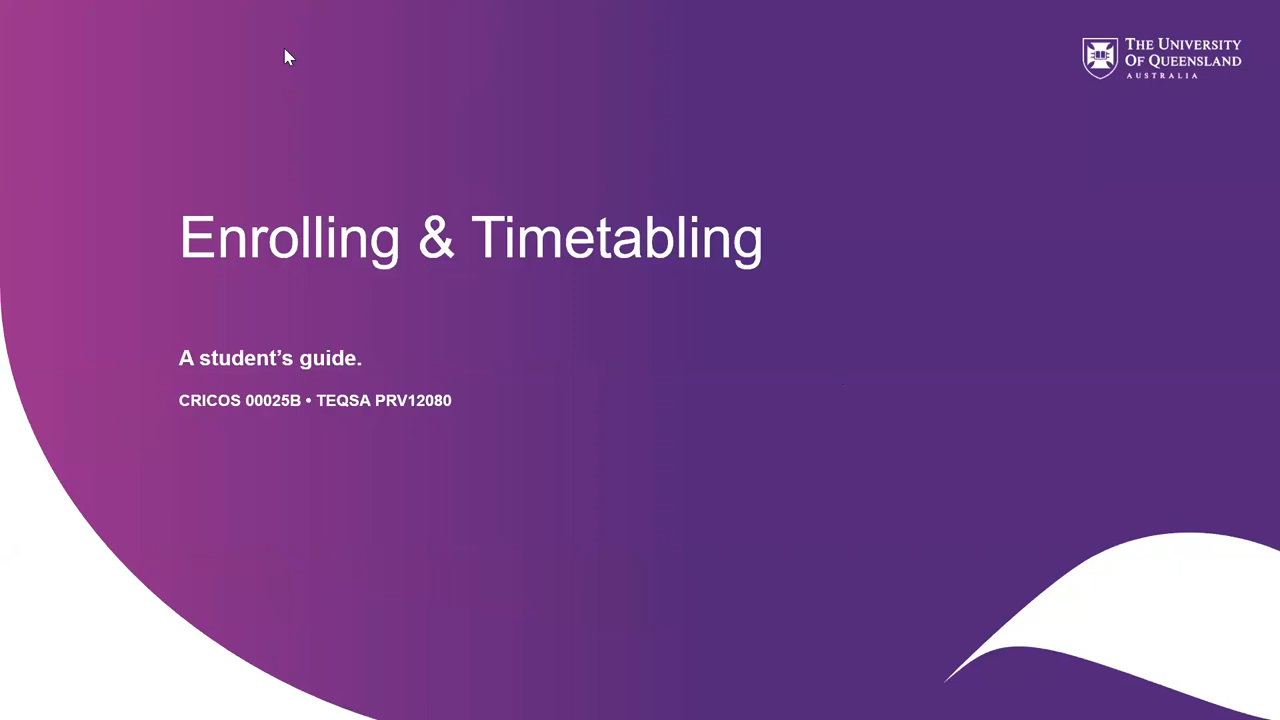 THE UNIVERSITY
OF QUEENSLAND
AUSTRALIA
Enrolling & Timetabling
A student’s guide.
CRICOS 00025B • TEQSA PRV12080